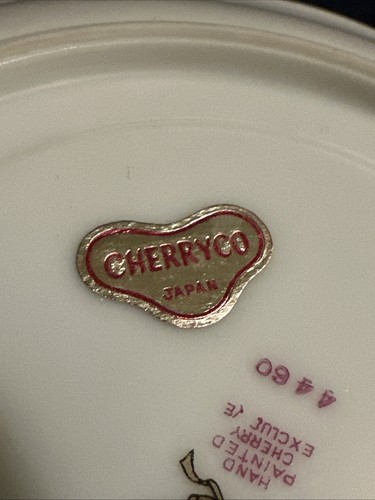 CHERRYCO
JAPAN
HAND
PAINTED
CHERRY
4460